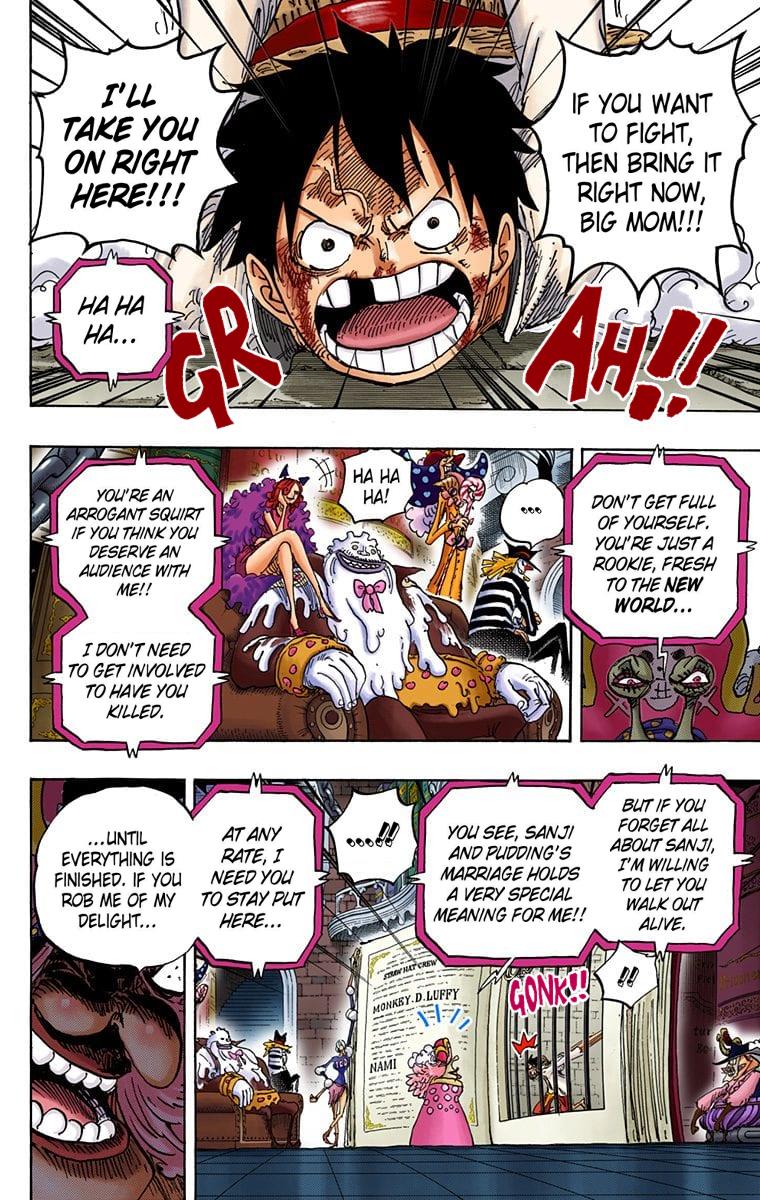 IF YOU WANT
TO FIGHT,
THEN BRING IT
RIGHT NOW,
BIG MOM!!!
I'LL
TAKE YOU
ON RIGHT
HERE!!!
GR
AH!!
HA HA
HA...
DON'T GET FULL
OF YOURSELF.
YOU'RE JUST A
ROOKIE, FRESH
TO THE NEW
WORLD...
...
HA HA
HA!
YOU'RE AN
ARROGANT SQUIRT
IF YOU THINK YOU
DESERVE AN
AUDIENCE WITH
ME!!
I DON'T NEED
TO GET INVOLVED
TO HAVE YOU
KILLED.
BUT IF YOU
FORGET ALL
ABOUT SANJI,
I'M WILLING
TO LET YOU
WALK OUT
ALIVE.
!!
YOU SEE, SANJI
AND PUDDING'S
MARRIAGE HOLDS
A VERY SPECIAL
MEANING FOR ME!!
GONK!!
....!!
STRAW HAT CREW
MONKEY.D.LUFFY
NAMI
AT ANY
RATE, I
NEED YOU
TO STAY PUT
HERE...
...UNTIL
EVERYTHING IS
FINISHED. IF YOU
ROB ME OF MY
DELIGHT...